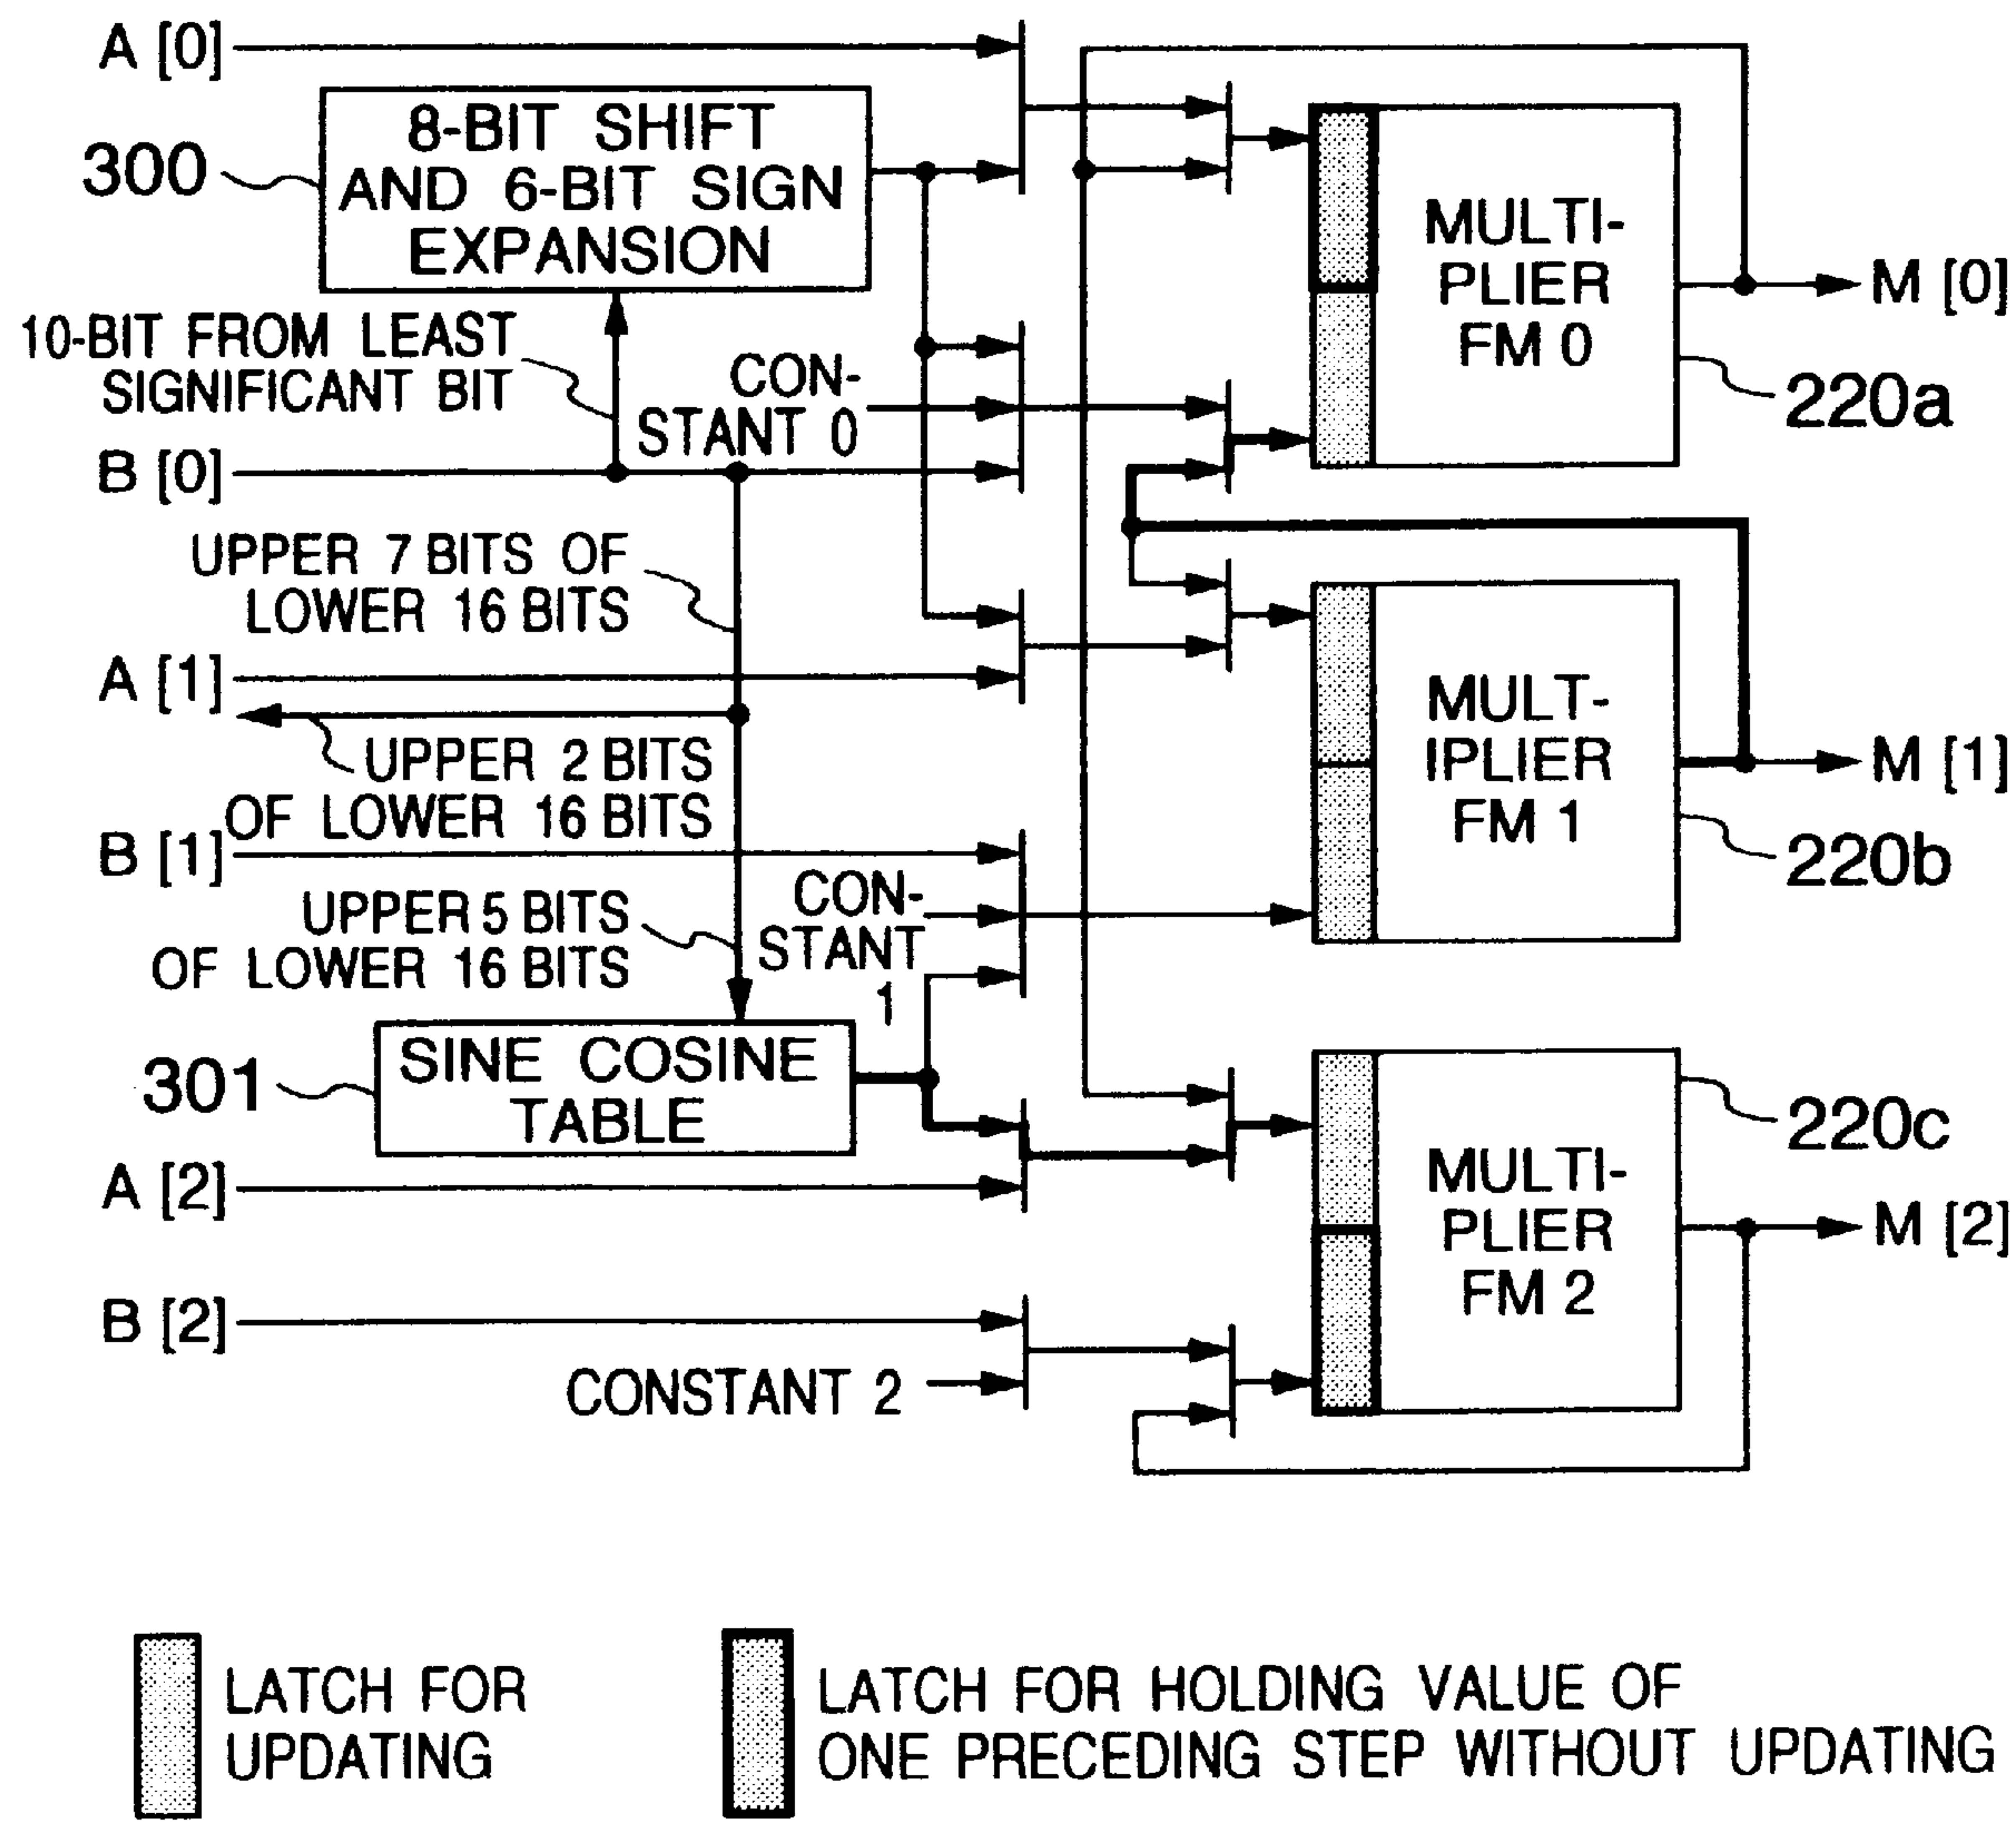 A [0]
8-BIT SHIFT
AND 6-BIT SIGN
EXPANSION
300
MULTI-
PLIER
FM 0
M [0]
220a
10-BIT FROM LEAST
SIGNIFICANT BIT
CON-
STANT 0
B [0]
UPPER 7 BITS OF
LOWER 16 BITS
A [1]
UPPER 2 BITS
OF LOWER 16 BITS
MULT-
IPLIER
FM 1
M [1]
220b
B [1]
UPPER 5 BITS
OF LOWER 16 BITS
CON-
STANT
1
SINE COSINE
TABLE
301
220c
A [2]
MULTI-
PLIER
FM 2
M [2]
B [2]
CONSTANT 2
LATCH FOR
UPDATING
LATCH FOR HOLDING VALUE OF
ONE PRECEDING STEP WITHOUT UPDATING